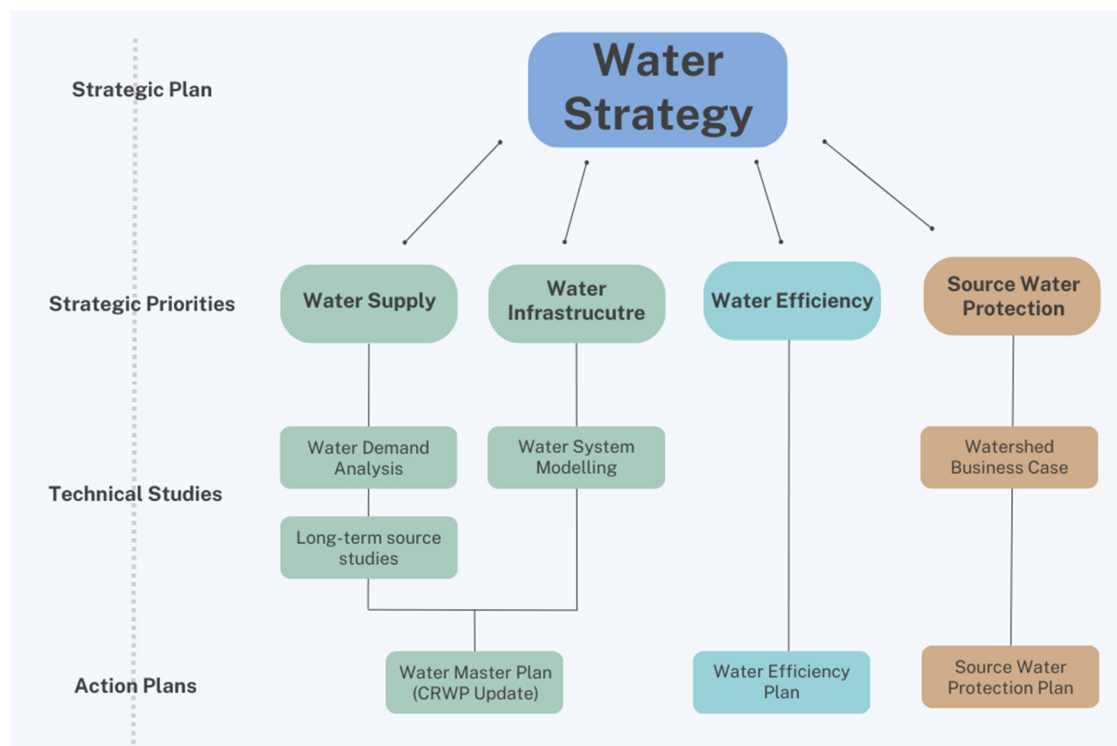 Water
Strategy
Strategic Plan
Strategic Priorities
Water Supply
Water
Infrastrucutre
Water Efficiency
Source Water
Protection
Technical Studies
Water Demand
Analysis
Water System
Modelling
Watershed
Business Case
Long-term source
studies
Action Plans
Water Master Plan
(CRWP Update)
Water Efficiency
Plan
Source Water
Protection Plan